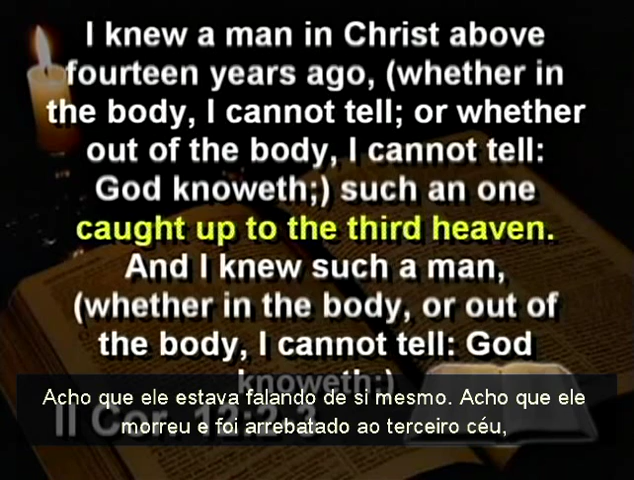 I knew a man in Christ above
fourteen years ago, (whether in
the body, I cannot tell; or whether
out of the body, I cannot tell:
God knoweth;) such an one
caught up to the third heaven.
And I knew such a man,
(whether in the body, or out of
the body, I cannot tell: God
knoweth;)
Acho que ele estava falando de si mesmo. Acho que ele
morreu e foi arrebatado ao terceiro céu,
II Cor. 12:2-3